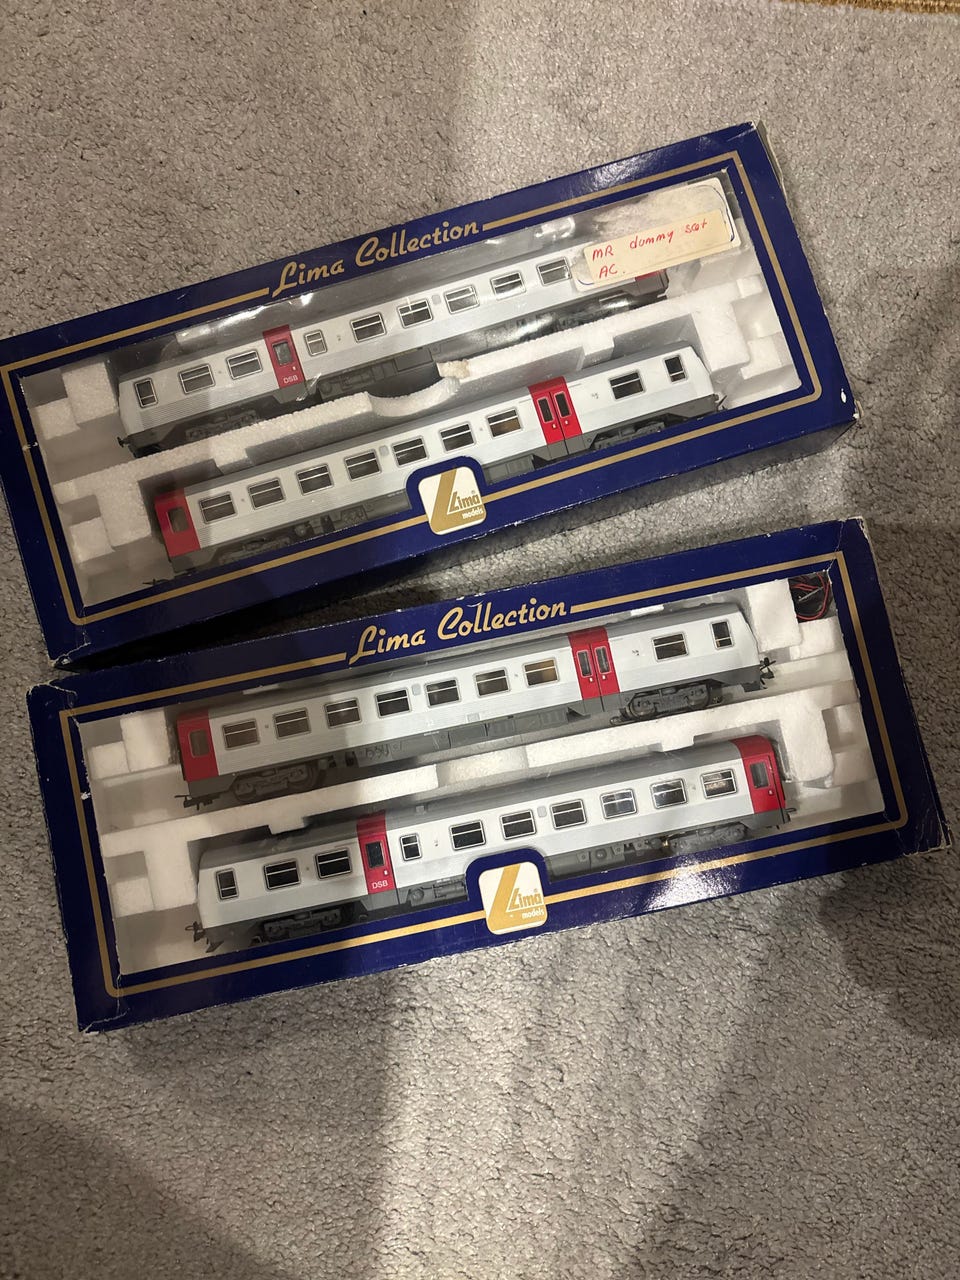 Lima Collection
MR dummy set
AC.
DSB
Lima
models
Lima Collection
DSB
Lima
models